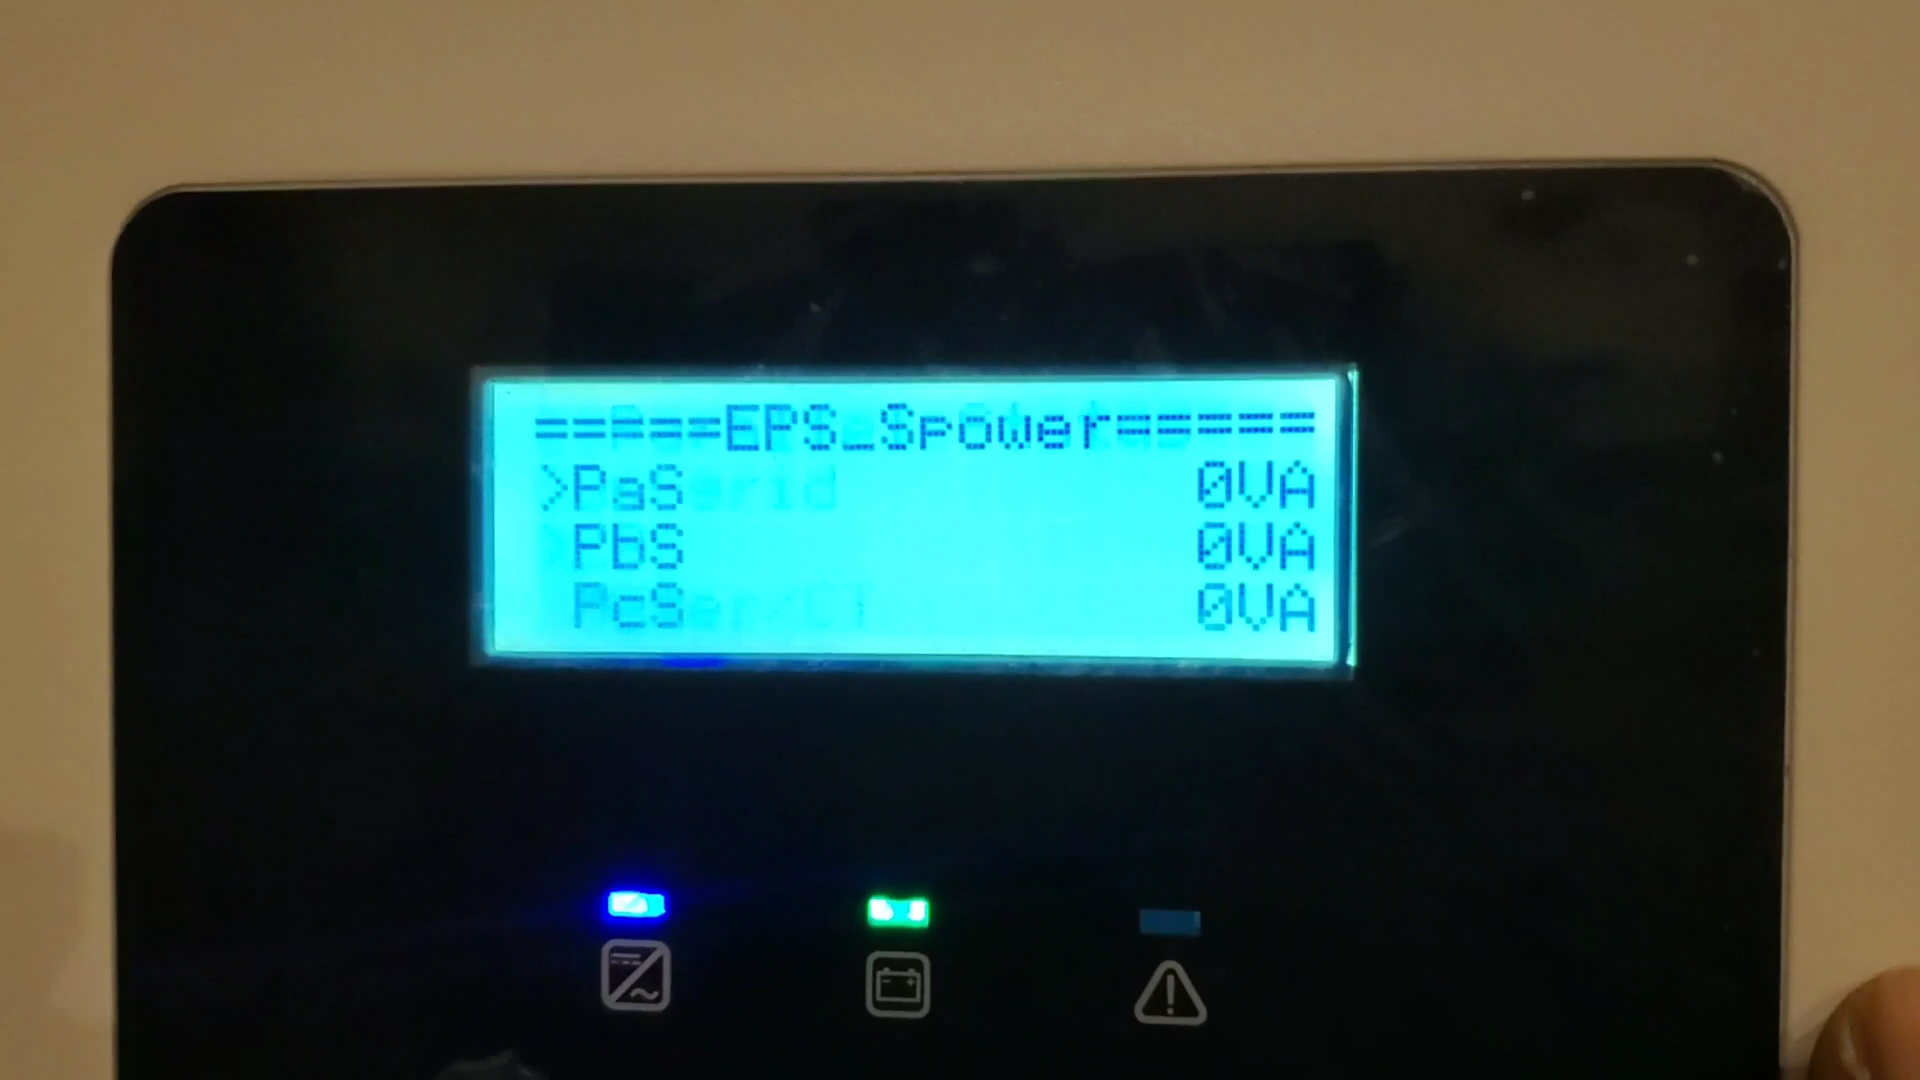 =====EPS_Spower======
>PaS 0VA
PbS 0VA
PcS 0VA